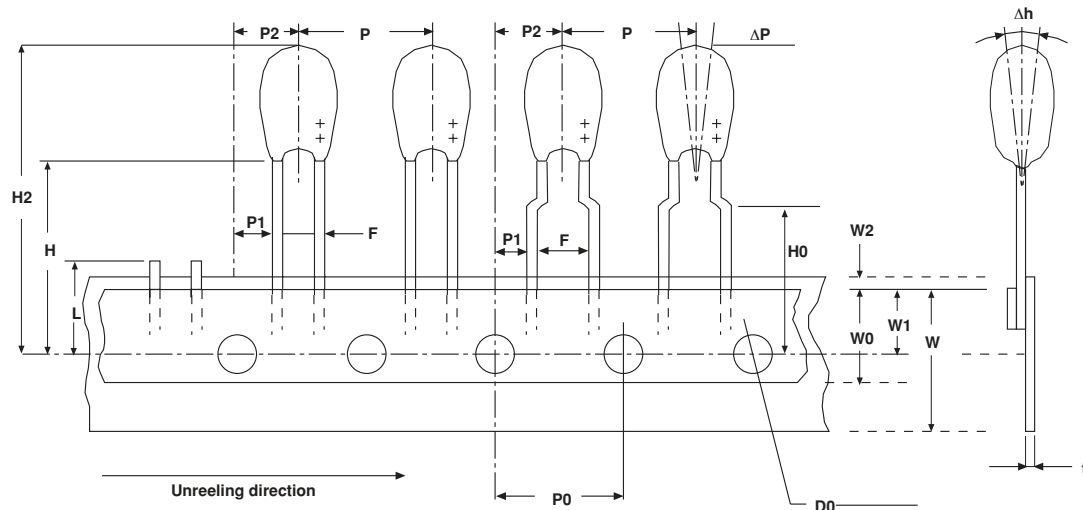 P2 P P2 P ΔP Δh
+ + + +
+ + + +
H2 H P1 F P1 F H0 W2
L W0 W1 W
Unreeling direction P0 D0